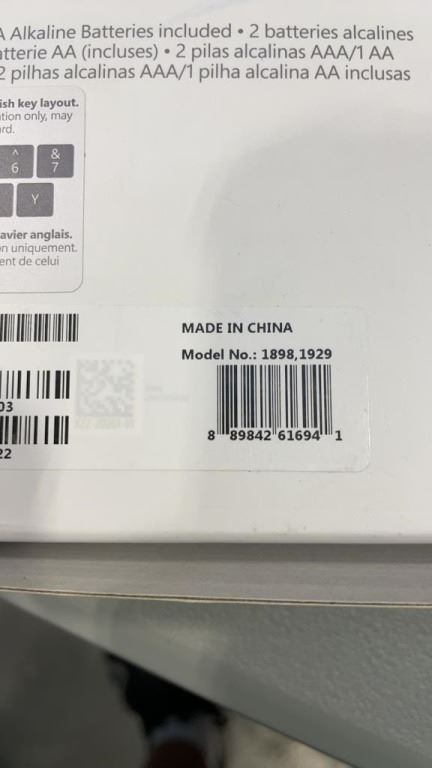 A Alkaline Batteries included • 2 batteries alcalines
atterie AA (incluses) • 2 pilas alcalinas AAA/1 AA
2 pilhas alcalinas AAA/1 pilha alcalina AA inclusas
ish key layout.
tion only, may
ard.
^
6
&
7
Y
avier anglais.
on uniquement.
ent de celui
MADE IN CHINA
Model No.: 1898,1929
03
22
8 89842 61694 1